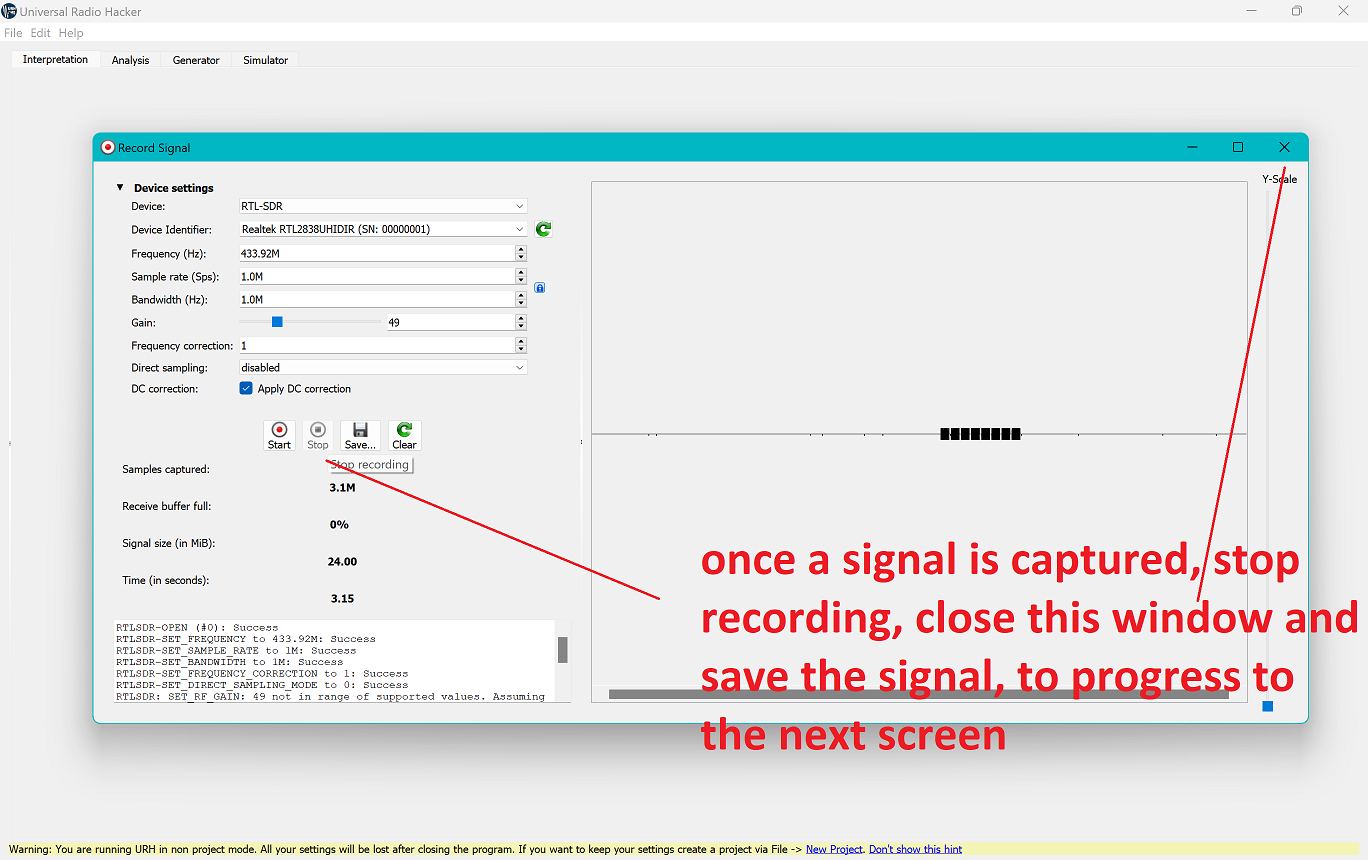 Universal Radio Hacker
File Edit Help
Interpretation Analysis Generator Simulator
Record Signal
Y-Scale
Device settings
Device: RTL-SDR
Device Identifier: Realtek RTL2838UHIDIR (SN: 00000001)
Frequency (Hz): 433.92M
Sample rate (Sps): 1.0M
Bandwidth (Hz): 1.0M
Gain: 49
Frequency correction: 1
Direct sampling: disabled
DC correction: Apply DC correction
Start Stop Save... Clear
Stop recording
Samples captured:
3.1M
Receive buffer full:
0%
Signal size (in MiB):
24.00
Time (in seconds):
3.15
RTLSDR-OPEN (#0): Success
RTLSDR-SET_FREQUENCY to 433.92M: Success
RTLSDR-SET_SAMPLE_RATE to 1M: Success
RTLSDR-SET_BANDWIDTH to 1M: Success
RTLSDR-SET_FREQUENCY_CORRECTION to 1: Success
RTLSDR-SET_DIRECT_SAMPLING_MODE to 0: Success
RTLSDR: SET_RF_GAIN: 49 not in range of supported values. Assuming
once a signal is captured, stop
recording, close this window and
save the signal, to progress to
the next screen
Warning: You are running URH in non project mode. All your settings will be lost after closing the program. If you want to keep your settings create a project via File -> New Project. Don't show this hint